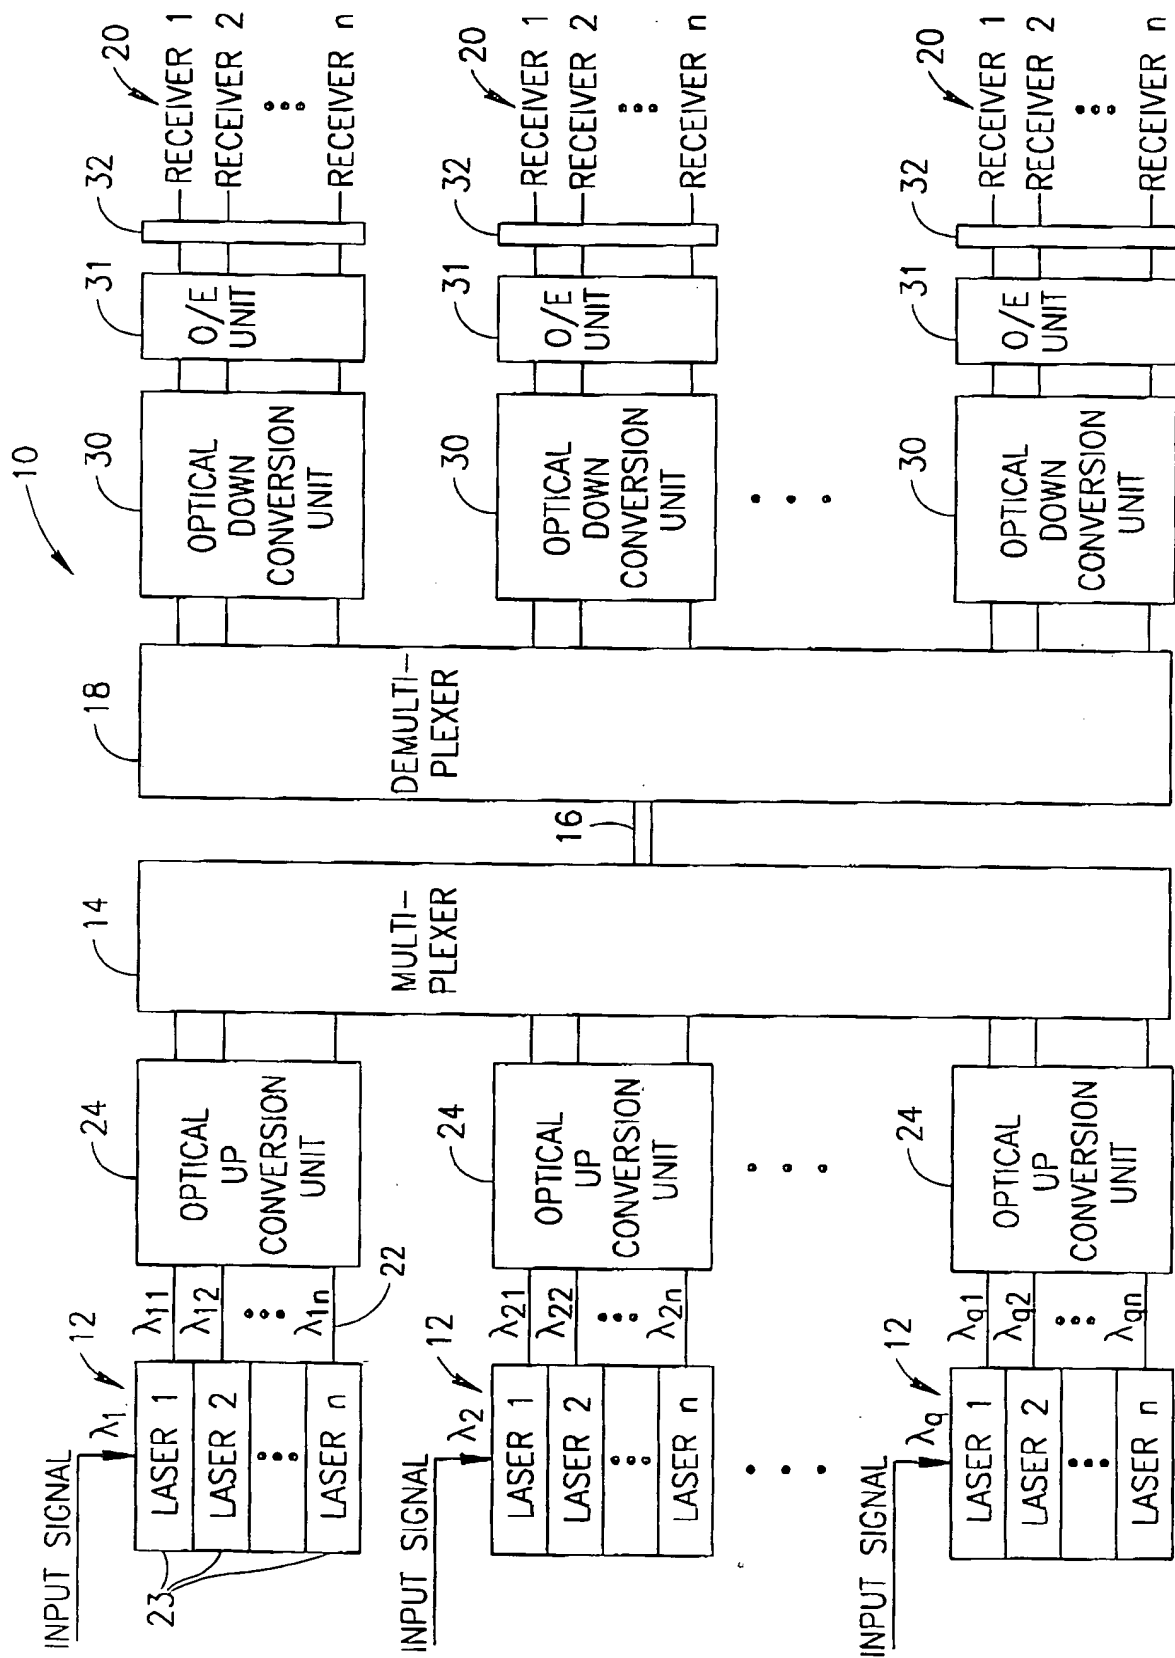 10
INPUT SIGNAL
λ1
12
23
LASER 1
LASER 2
LASER n
λ11
λ12
λ1n
22
24
OPTICAL
UP
CONVERSION
UNIT
14
MULTI-
PLEXER
16
18
DEMULTI-
PLEXER
30
OPTICAL
DOWN
CONVERSION
UNIT
31
O/E
UNIT
32
20
RECEIVER 1
RECEIVER 2
RECEIVER n
INPUT SIGNAL
λ2
12
LASER 1
LASER 2
LASER n
λ21
λ22
λ2n
24
OPTICAL
UP
CONVERSION
UNIT
30
OPTICAL
DOWN
CONVERSION
UNIT
31
O/E
UNIT
32
20
RECEIVER 1
RECEIVER 2
RECEIVER n
INPUT SIGNAL
λq
12
LASER 1
LASER 2
LASER n
λq1
λq2
λqn
24
OPTICAL
UP
CONVERSION
UNIT
30
OPTICAL
DOWN
CONVERSION
UNIT
31
O/E
UNIT
32
20
RECEIVER 1
RECEIVER 2
RECEIVER n